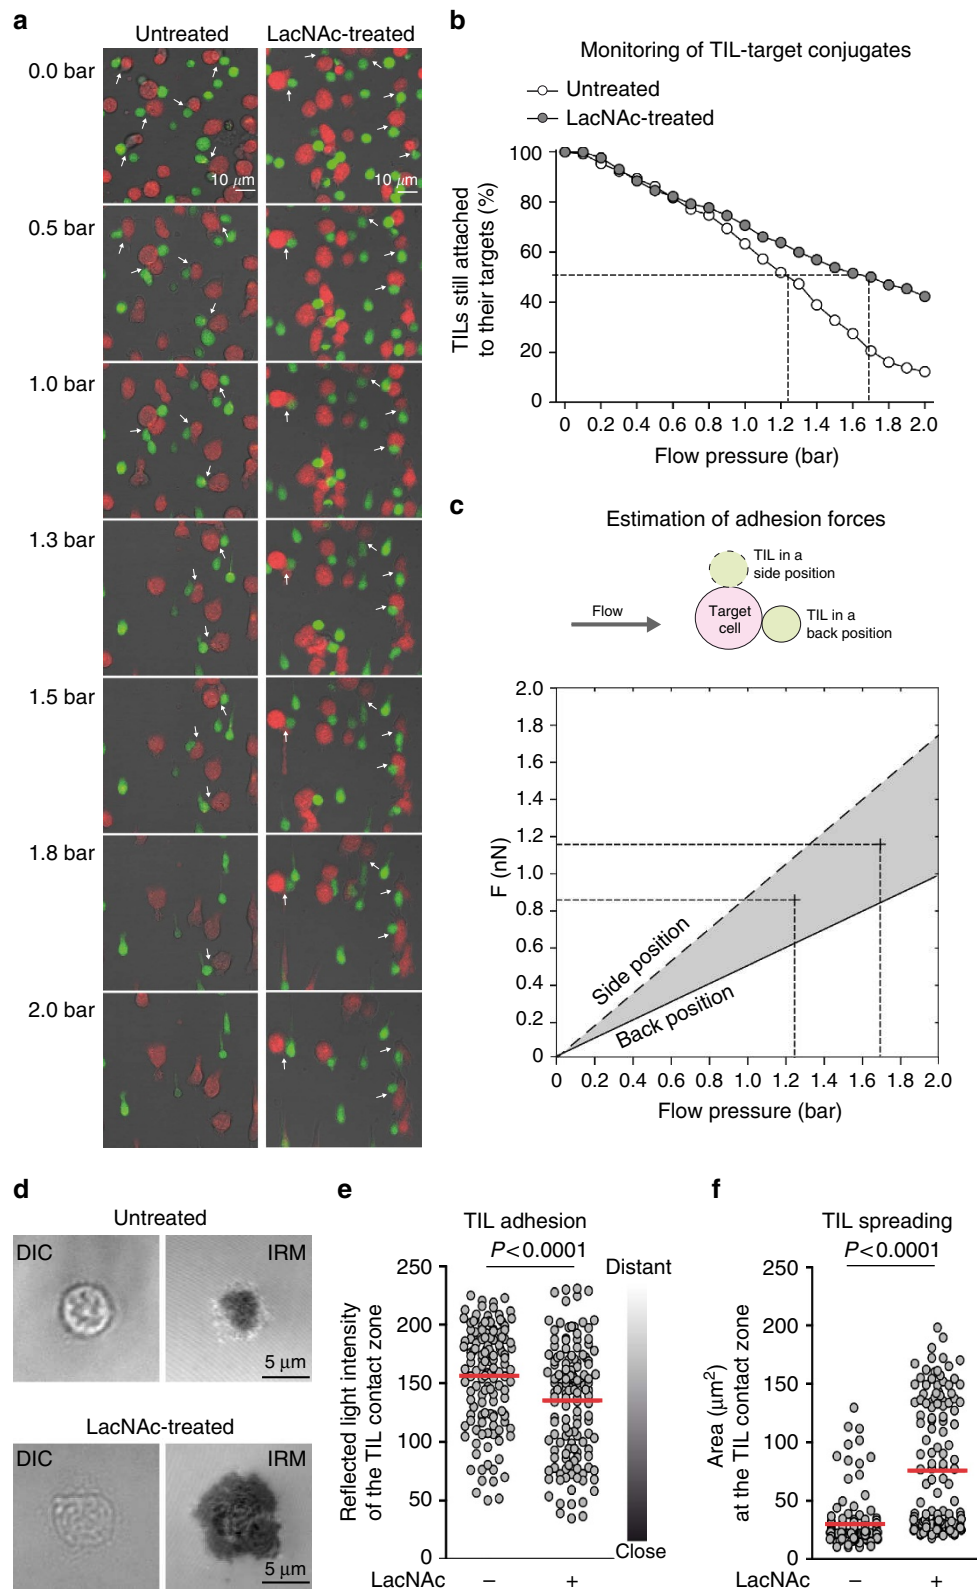 a
Untreated
LacNAc-treated
0.0 bar
10 μm
10 μm
0.5 bar
1.0 bar
1.3 bar
1.5 bar
1.8 bar
2.0 bar
b
Monitoring of TIL-target conjugates
Untreated
LacNAc-treated
TILs still attached
to their targets (%)
100
80
60
40
20
0
0 0.2 0.4 0.6 0.8 1.0 1.2 1.4 1.6 1.8 2.0
Flow pressure (bar)
c
Estimation of adhesion forces
Flow
Target
cell
TIL in a
side position
TIL in a
back position
F (nN)
2.0
1.8
1.6
1.4
1.2
1.0
0.8
0.6
0.4
0.2
0
Side position
Back position
0 0.2 0.4 0.6 0.8 1.0 1.2 1.4 1.6 1.8 2.0
Flow pressure (bar)
d
Untreated
DIC
IRM
5 μm
LacNAc-treated
DIC
IRM
5 μm
e
TIL adhesion
P<0.0001
Reflected light intensity
of the TIL contact zone
250
200
150
100
50
0
Distant
Close
LacNAc − +
f
TIL spreading
P<0.0001
Area (μm²)
at the TIL contact zone
250
200
150
100
50
0
− +